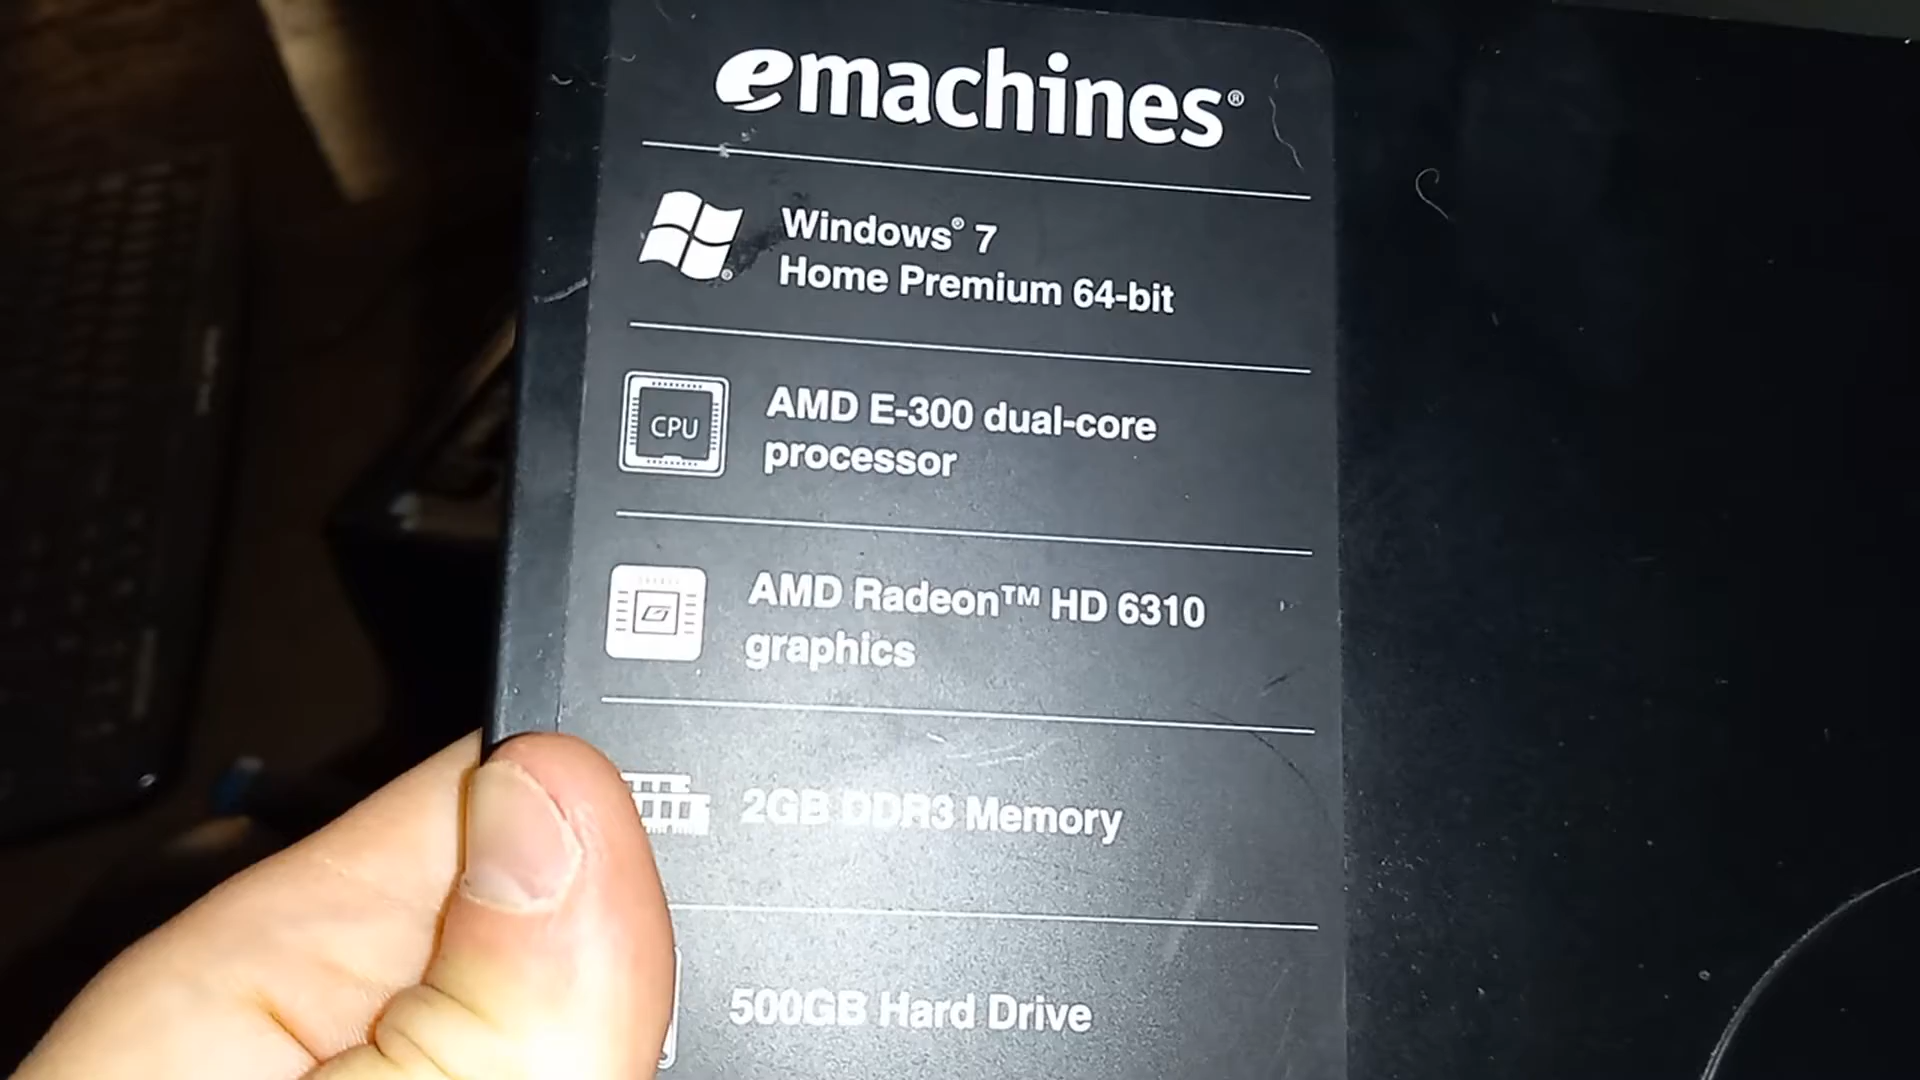 emachines®
Windows® 7
Home Premium 64-bit
CPU
AMD E-300 dual-core
processor
AMD Radeon™ HD 6310
graphics
2GB DDR3 Memory
500GB Hard Drive